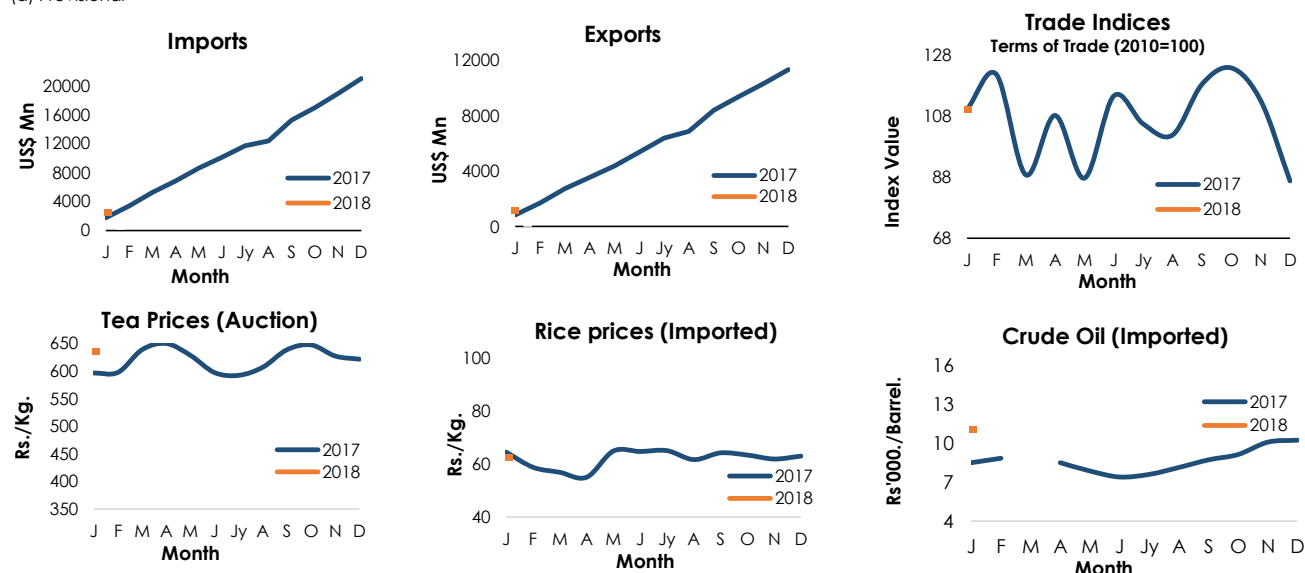 (a) Provisional
Imports
US$ Mn
20000
16000
12000
8000
4000
0
2017
2018
J F M A M J Jy A S O N D
Month
Exports
US$ Mn
12000
8000
4000
0
2017
2018
J F M A M J Jy A S O N D
Month
Trade Indices
Terms of Trade (2010=100)
Index Value
128
108
88
68
2017
2018
J F M A M J Jy A S O N D
Month
Tea Prices (Auction)
Rs./Kg.
650
600
550
500
450
400
350
2017
2018
J F M A M J Jy A S O N D
Month
Rice prices (Imported)
Rs./Kg.
100
80
60
40
2017
2018
J F M A M J Jy A S O N D
Month
Crude Oil (Imported)
Rs'000./Barrel.
16
13
10
7
4
2017
2018
J F M A M J Jy A S O N D
Month